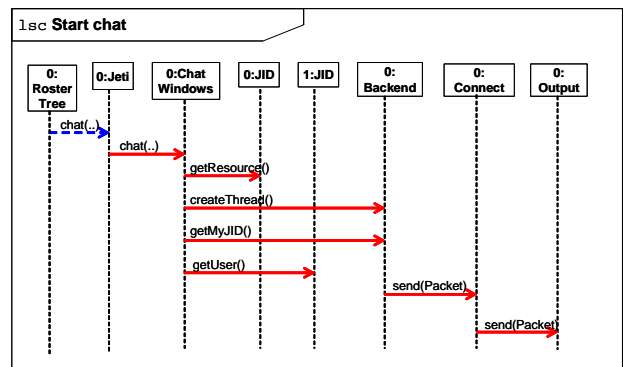 lsc Start chat
0:
Roster
Tree
0:Jeti
0:Chat
Windows
0:JID
1:JID
0:
Backend
0:
Connect
0:
Output
chat(..)
chat(..)
getResource()
createThread()
getMyJID()
getUser()
send(Packet)
send(Packet)